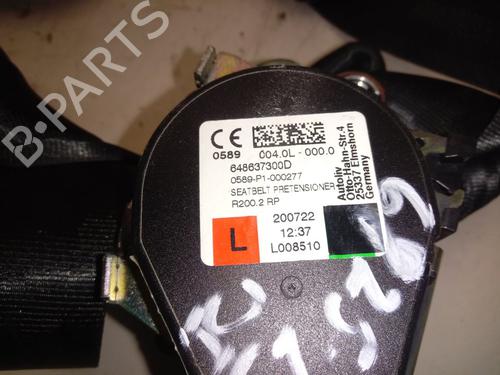 B-PARTS
CE
0589 004.0L - 000.0
648637300D
0589-P1-000277
SEATBELT PRETENSIONER
R200.2 RP
L
200722
12:37
L008510
Autoliv
Otto-Hahn-Str.4
25337 Elmshorn
Germany